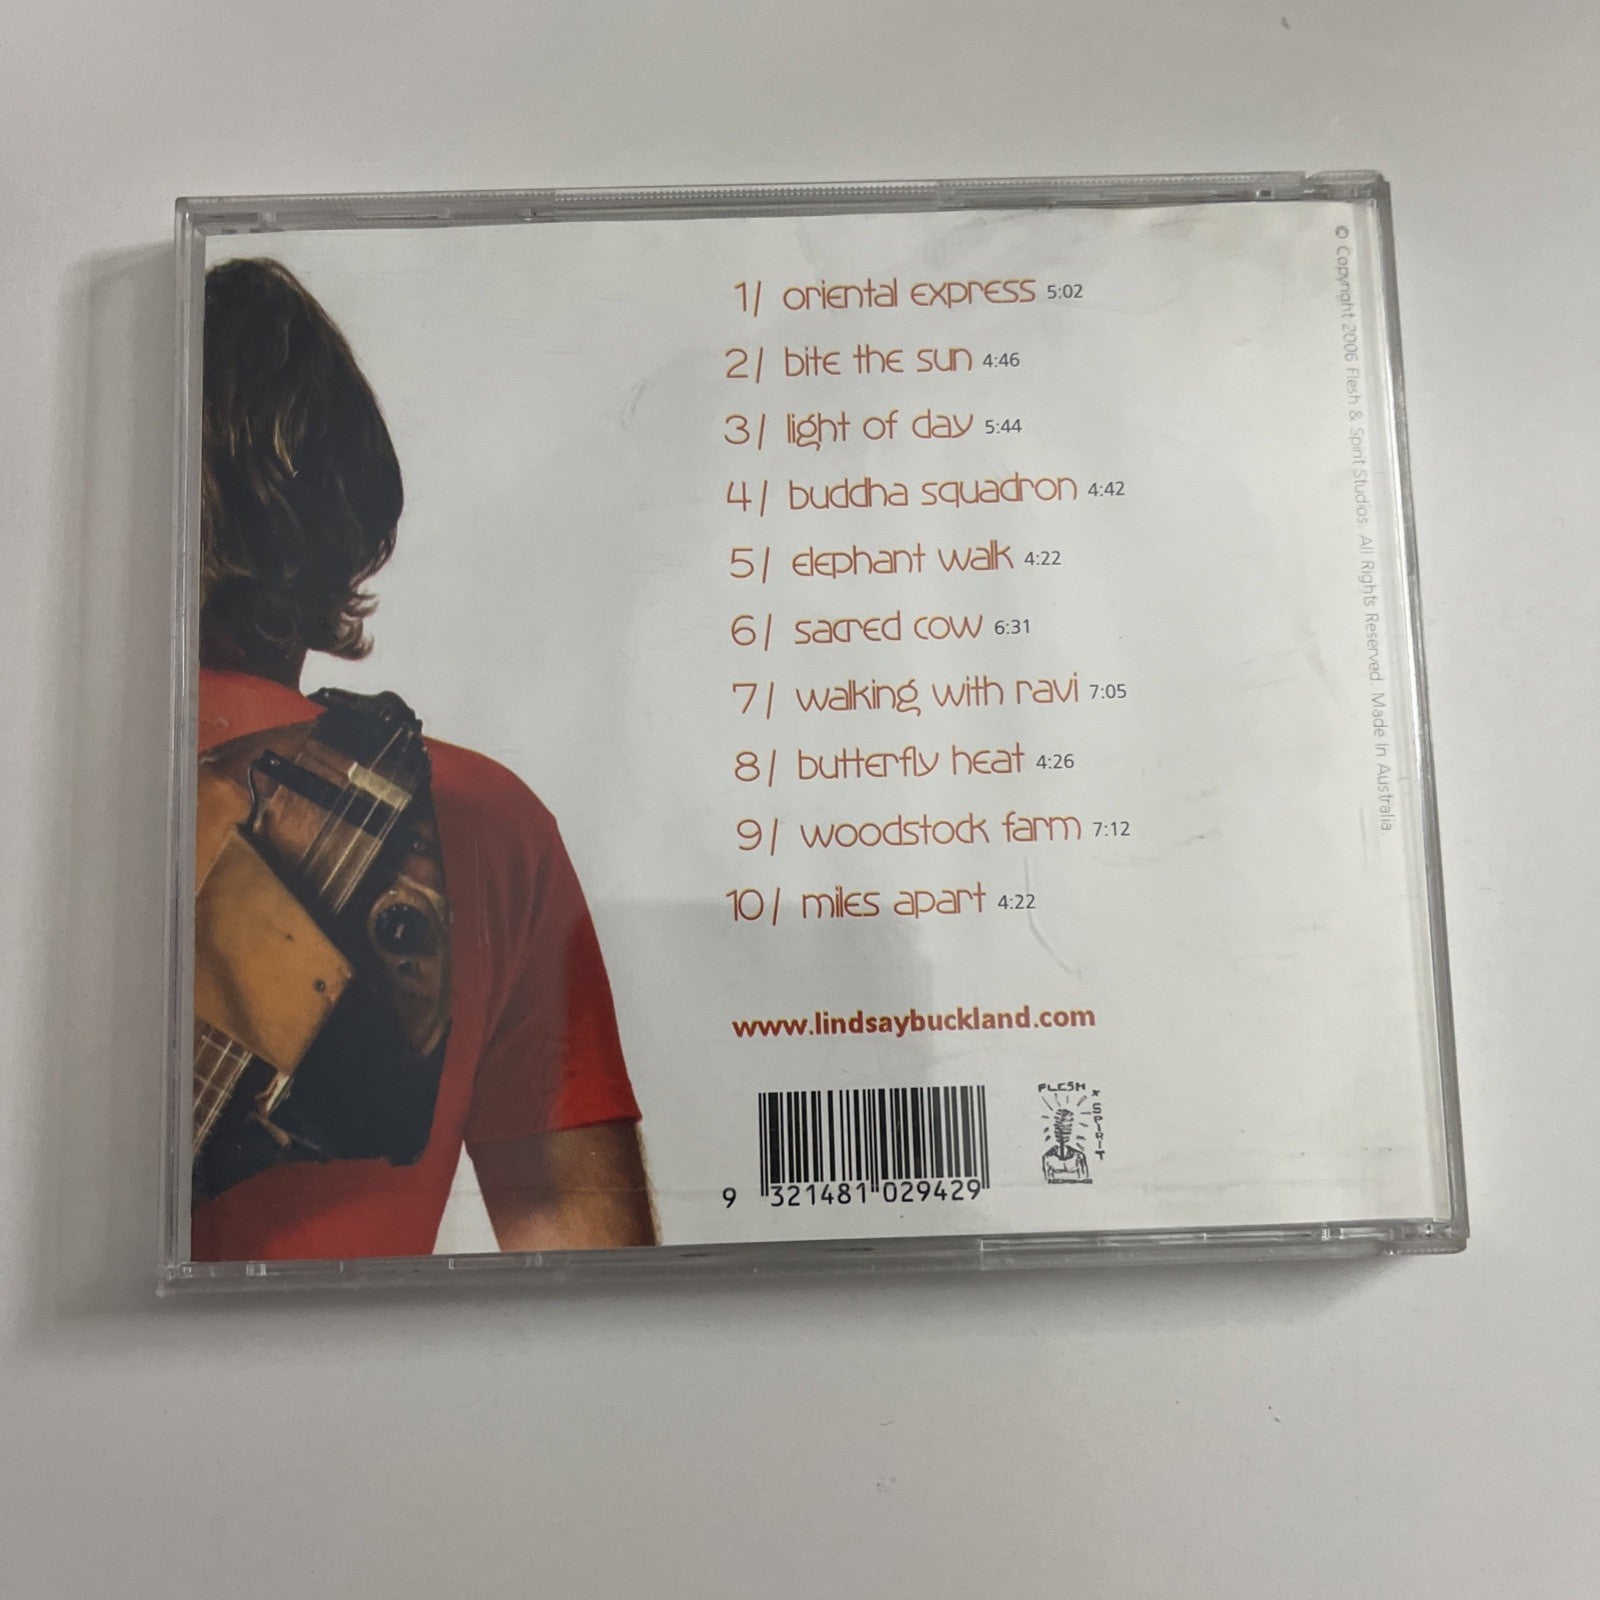 1/ oriental express 5:02
2/ bite the sun 4:46
3/ light of day 5:44
4/ buddha squadron 4:42
5/ elephant walk 4:22
6/ sacred cow 6:31
7/ walking with ravi 7:05
8/ butterfly heat 4:26
9/ woodstock farm 7:12
10/ miles apart 4:22
www.lindsaybuckland.com
9 321481 029429
FLESH
& SPIRIT
© Copyright 2006 Flesh & Spirit Studios. All Rights Reserved. Made In Australia.